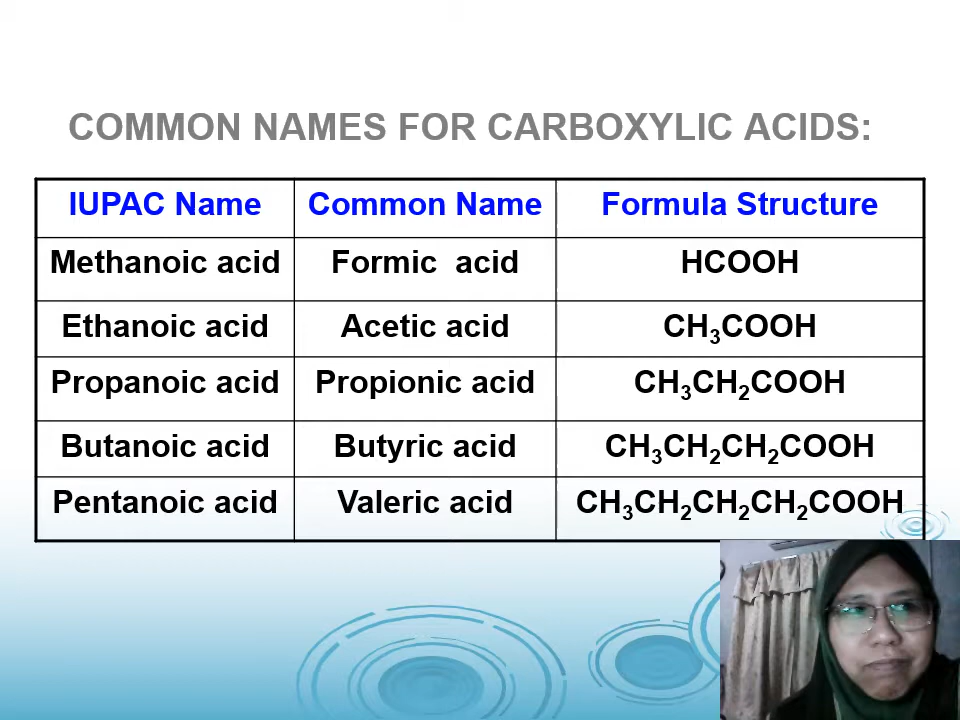 COMMON NAMES FOR CARBOXYLIC ACIDS:
IUPAC Name Common Name Formula Structure
Methanoic acid Formic acid HCOOH
Ethanoic acid Acetic acid CH₃COOH
Propanoic acid Propionic acid CH₃CH₂COOH
Butanoic acid Butyric acid CH₃CH₂CH₂COOH
Pentanoic acid Valeric acid CH₃CH₂CH₂CH₂COOH